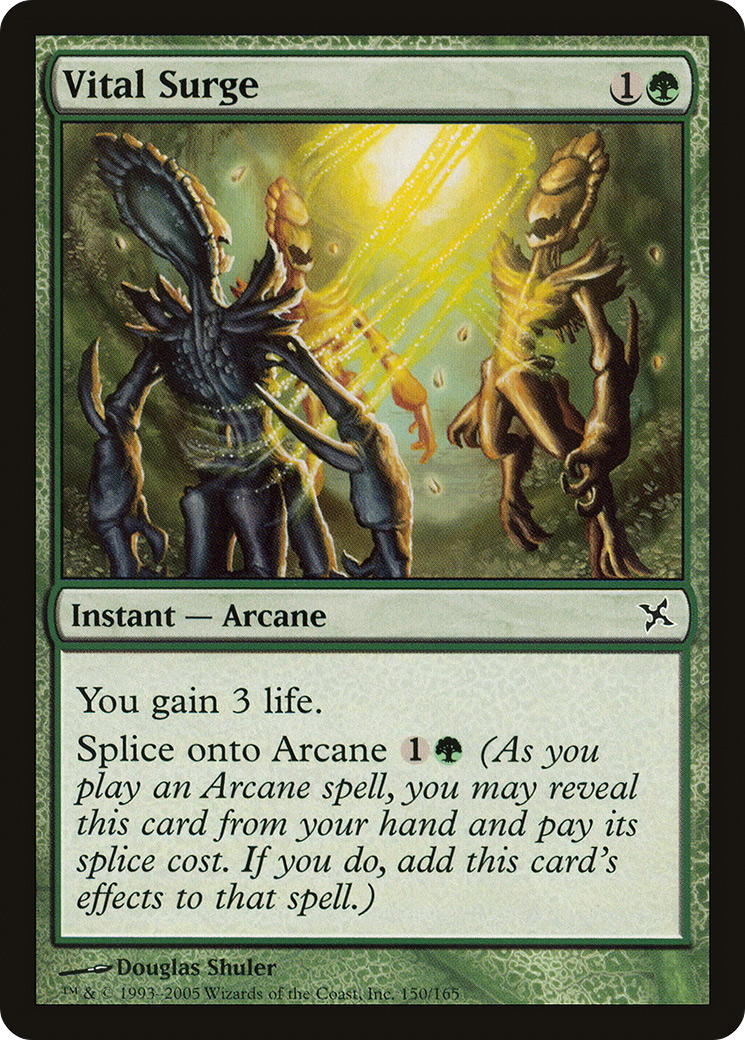 Vital Surge 1
Instant — Arcane
You gain 3 life.
Splice onto Arcane 1 (As you
play an Arcane spell, you may reveal
this card from your hand and pay its
splice cost. If you do, add this card's
effects to that spell.)
Douglas Shuler
™ & © 1993–2005 Wizards of the Coast, Inc. 150/165